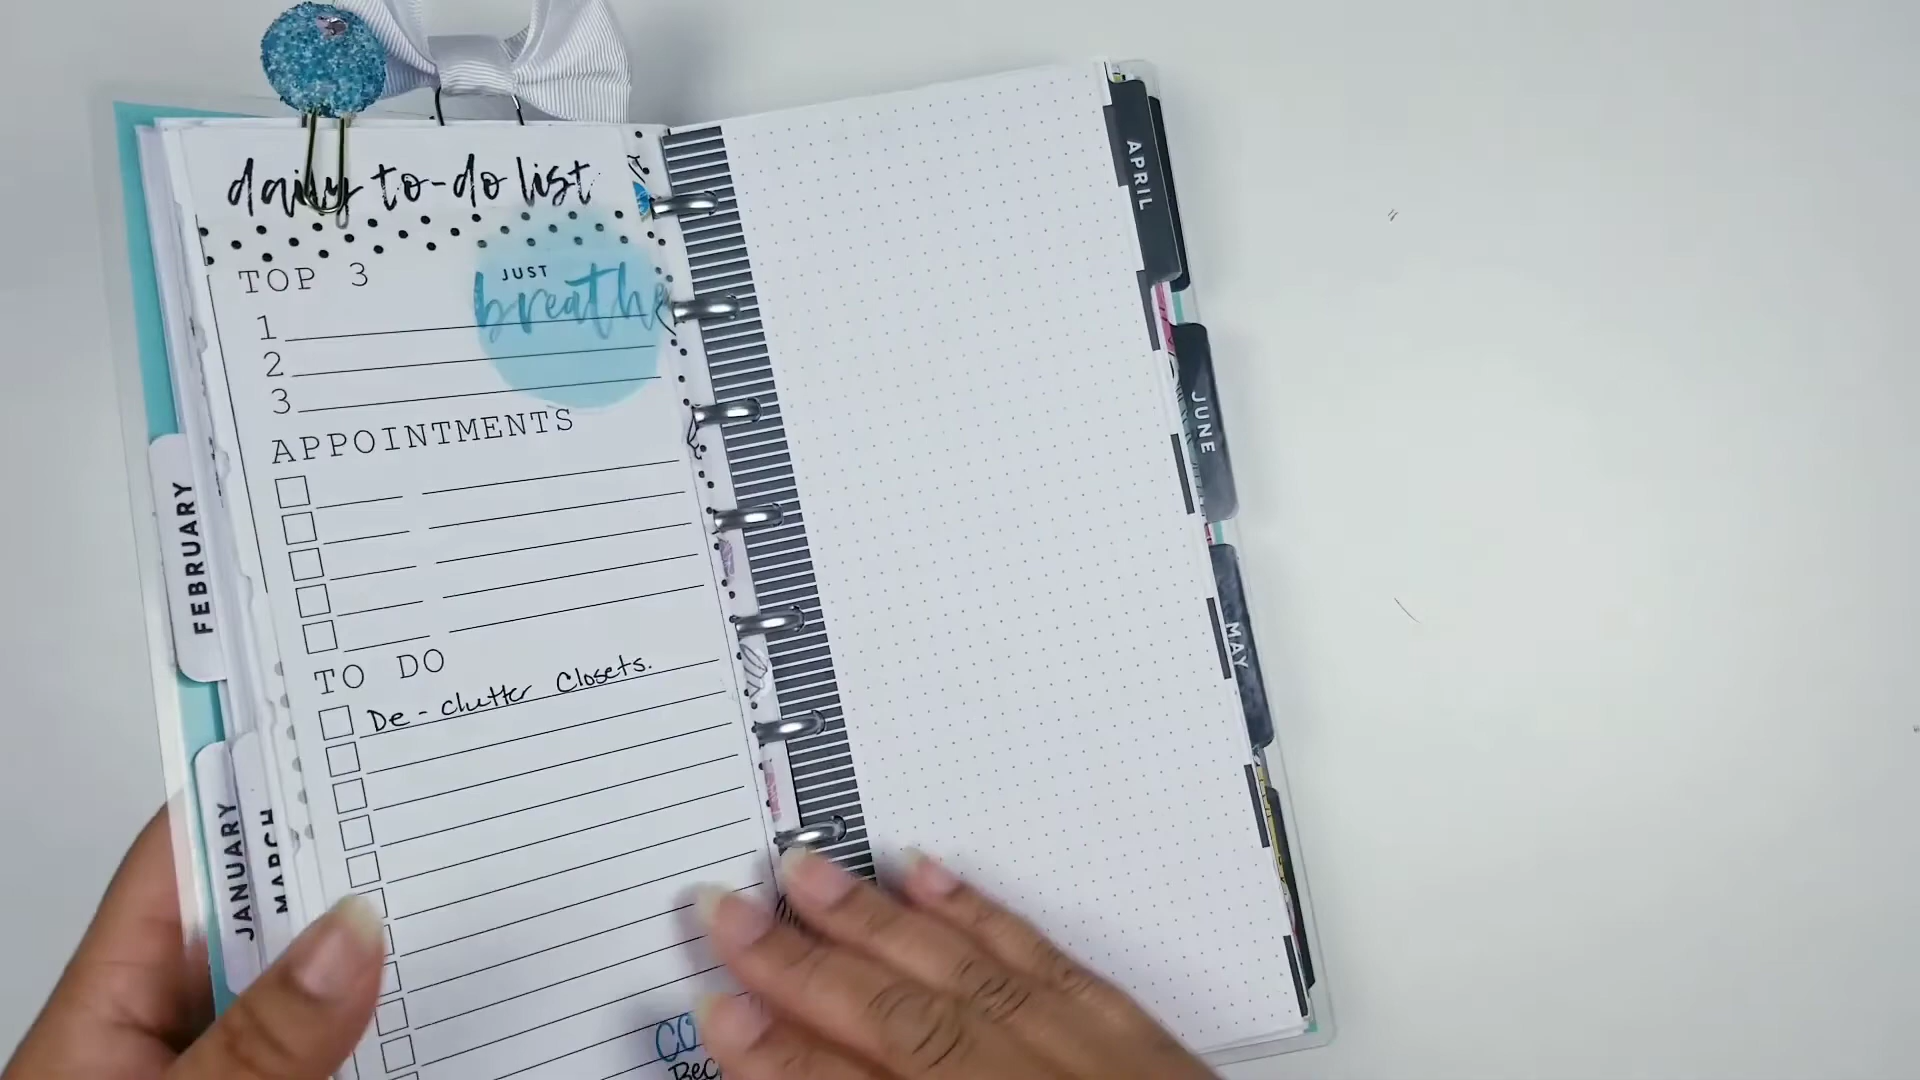 daily to-do list
TOP 3
JUST
breathe
1
2
3
APPOINTMENTS
TO DO
De-clutter Closets.
FEBRUARY
JANUARY
MARCH
APRIL
JUNE
MAY